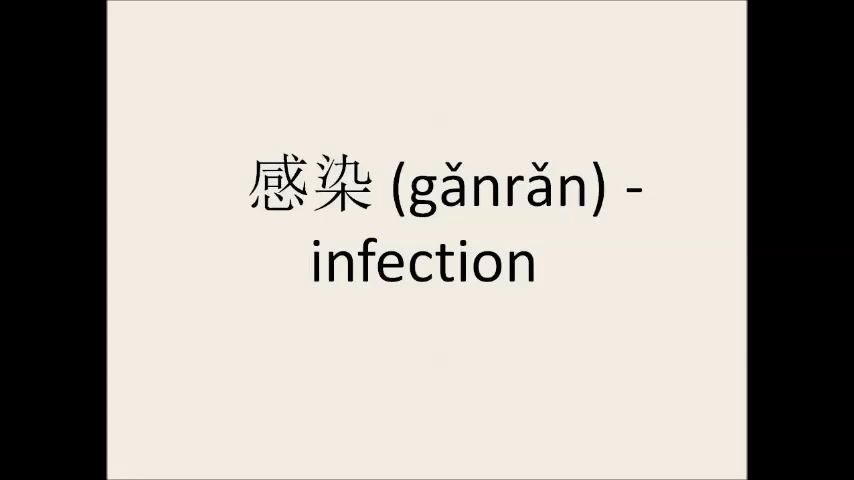 感染 (gǎnrǎn) -
infection